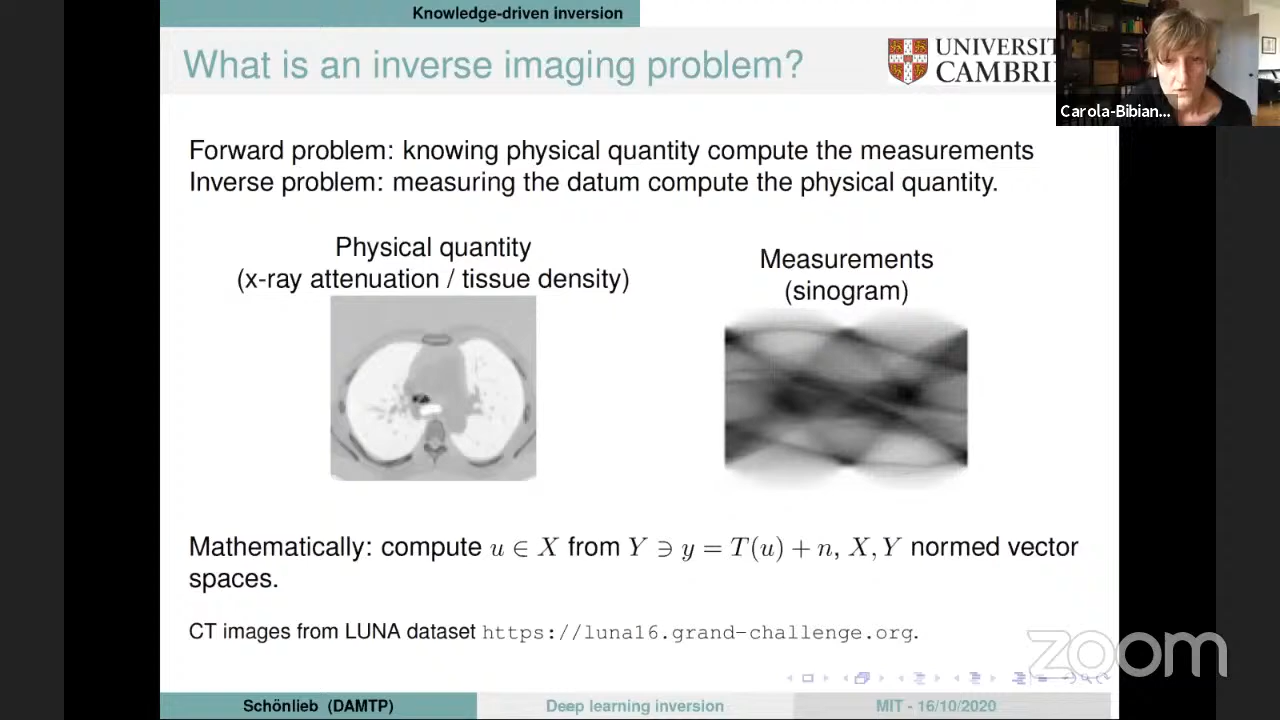 Knowledge-driven inversion
What is an inverse imaging problem?
UNIVERSIT
CAMBRI
Carola-Bibian...
Forward problem: knowing physical quantity compute the measurements
Inverse problem: measuring the datum compute the physical quantity.
Physical quantity
(x-ray attenuation / tissue density)
Measurements
(sinogram)
Mathematically: compute u ∈ X from Y ∋ y = T(u) + n, X, Y normed vector
spaces.
CT images from LUNA dataset https://luna16.grand-challenge.org.
zoom
Schönlieb (DAMTP)
Deep learning inversion
MIT - 16/10/2020